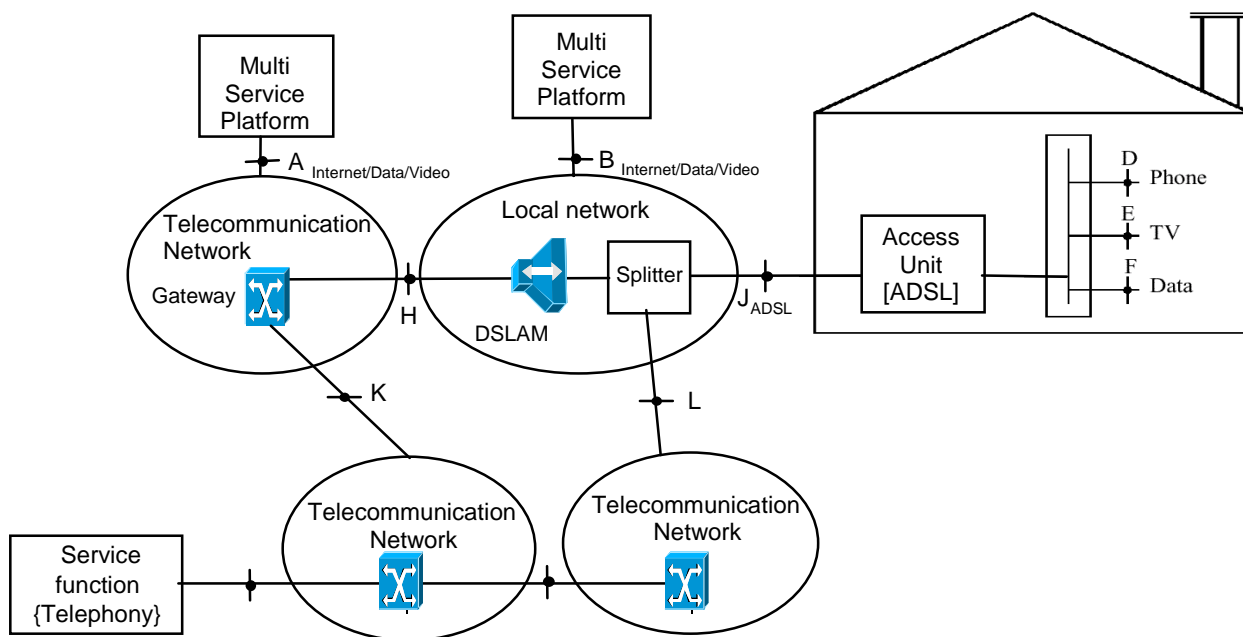 Multi
Service
Platform
Multi
Service
Platform
A Internet/Data/Video
B Internet/Data/Video
Telecommunication
Network
Gateway
H
Local network
DSLAM
Splitter
J ADSL
Access
Unit
[ADSL]
D
Phone
E
TV
F
Data
K
L
Telecommunication
Network
Telecommunication
Network
Service
function
{Telephony}